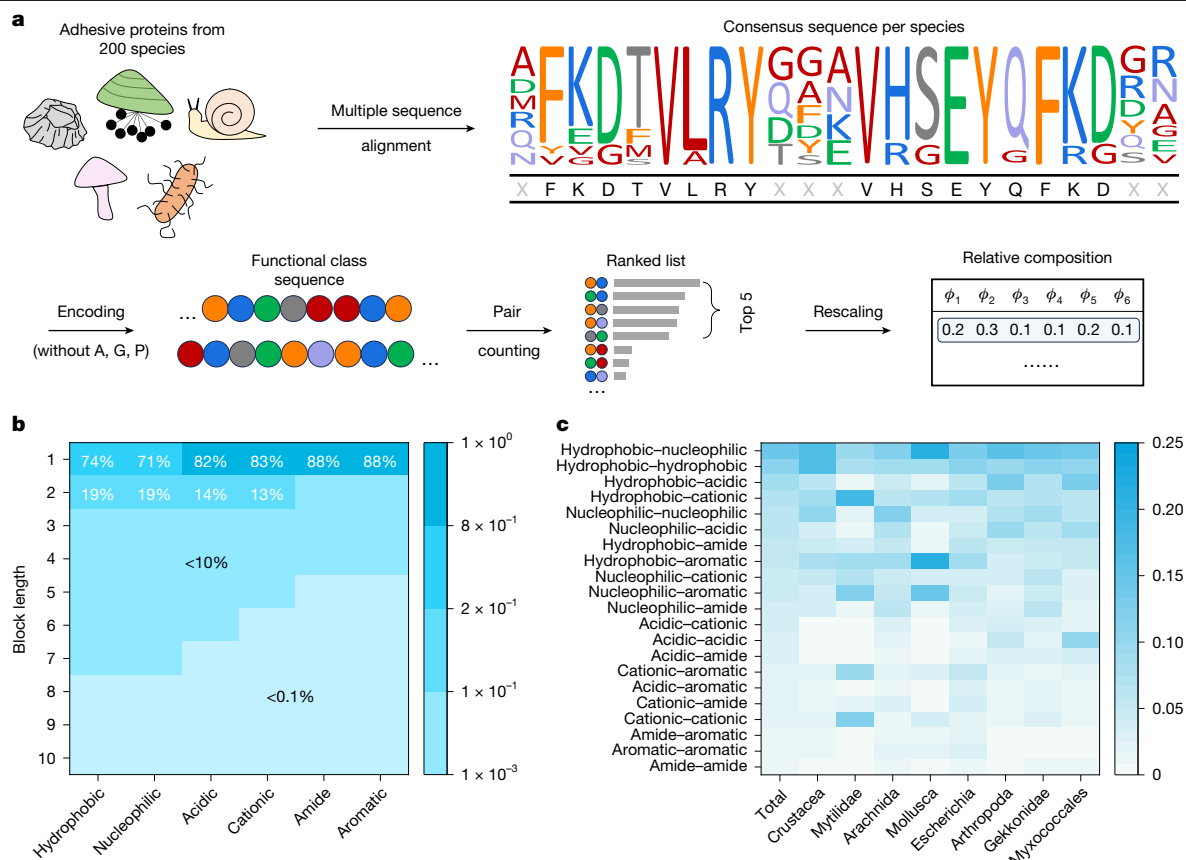 a
Adhesive proteins from
200 species
Multiple sequence
alignment
Consensus sequence per species
A D M R Q N F Y V K E V G D G T F M S V L A R Y G Q D T G A F D Y S A N K E V H R S G E Y Q G F K R D G G R D Y Q S R N A G E V
X F K D T V L R Y X X X V H S E Y Q F K D X X
Encoding
(without A, G, P)
Functional class
sequence
...
...
Pair
counting
Ranked list
Top 5
...
Rescaling
Relative composition
ϕ1 ϕ2 ϕ3 ϕ4 ϕ5 ϕ6
0.2 0.3 0.1 0.1 0.2 0.1
......
b
Block length
1
2
3
4
5
6
7
8
9
10
74% 71% 82% 83% 88% 88%
19% 19% 14% 13%
<10%
<0.1%
Hydrophobic
Nucleophilic
Acidic
Cationic
Amide
Aromatic
1 × 10⁰
8 × 10⁻¹
2 × 10⁻¹
1 × 10⁻¹
1 × 10⁻³
c
Hydrophobic–nucleophilic
Hydrophobic–hydrophobic
Hydrophobic–acidic
Hydrophobic–cationic
Nucleophilic–nucleophilic
Nucleophilic–acidic
Hydrophobic–amide
Hydrophobic–aromatic
Nucleophilic–cationic
Nucleophilic–aromatic
Nucleophilic–amide
Acidic–cationic
Acidic–acidic
Acidic–amide
Cationic–aromatic
Acidic–aromatic
Cationic–amide
Cationic–cationic
Amide–aromatic
Aromatic–aromatic
Amide–amide
Total
Crustacea
Mytilidae
Arachnida
Mollusca
Escherichia
Arthropoda
Gekkonidae
Myxococcales
0.25
0.20
0.15
0.10
0.05
0